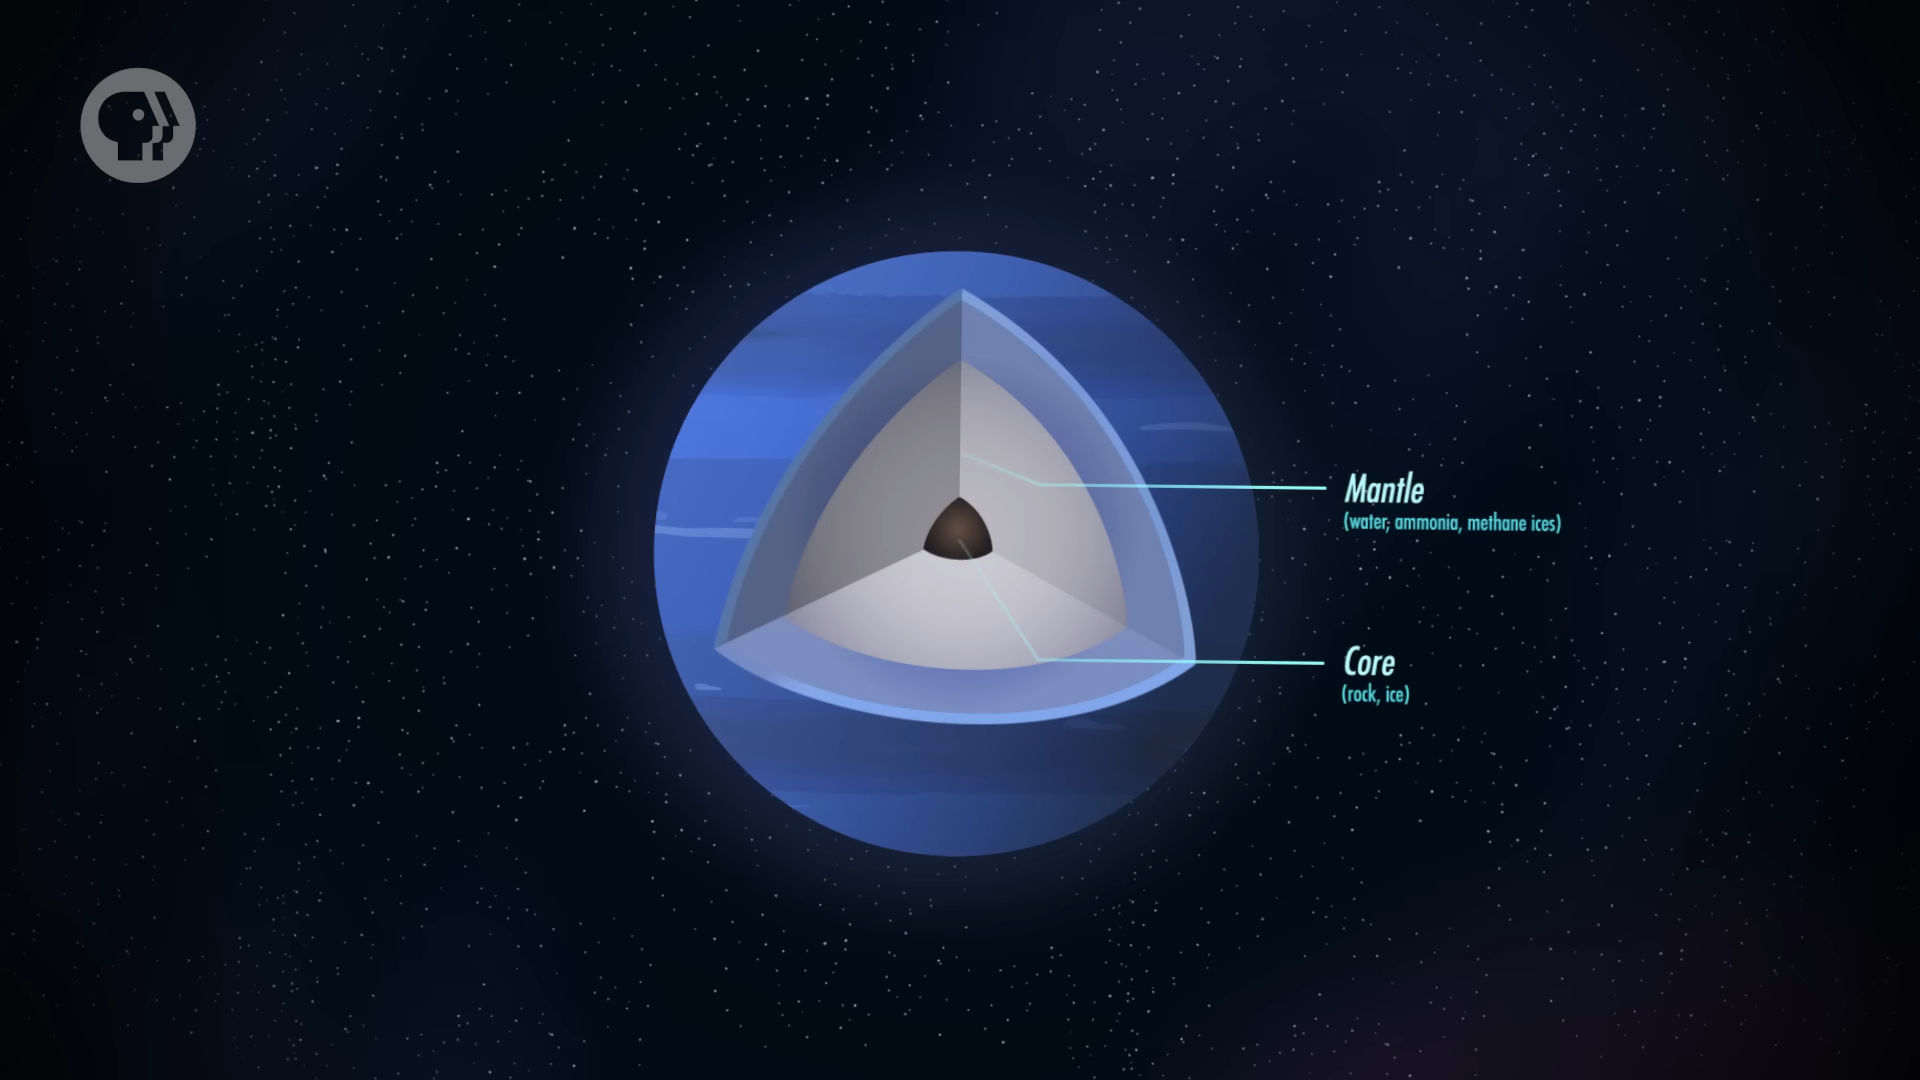 Mantle
(water; ammonia, methane ices)
Core
(rock, ice)